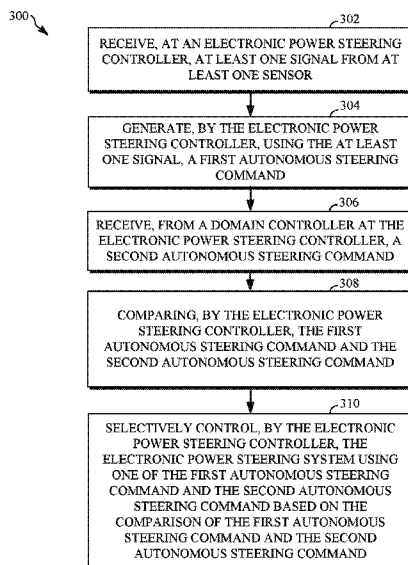 300
302
RECEIVE, AT AN ELECTRONIC POWER STEERING
CONTROLLER, AT LEAST ONE SIGNAL FROM AT
LEAST ONE SENSOR
304
GENERATE, BY THE ELECTRONIC POWER
STEERING CONTROLLER, USING THE AT LEAST
ONE SIGNAL, A FIRST AUTONOMOUS STEERING
COMMAND
306
RECEIVE, FROM A DOMAIN CONTROLLER AT THE
ELECTRONIC POWER STEERING CONTROLLER, A
SECOND AUTONOMOUS STEERING COMMAND
308
COMPARING, BY THE ELECTRONIC POWER
STEERING CONTROLLER, THE FIRST
AUTONOMOUS STEERING COMMAND AND THE
SECOND AUTONOMOUS STEERING COMMAND
310
SELECTIVELY CONTROL, BY THE ELECTRONIC
POWER STEERING CONTROLLER, THE
ELECTRONIC POWER STEERING SYSTEM USING
ONE OF THE FIRST AUTONOMOUS STEERING
COMMAND AND THE SECOND AUTONOMOUS
STEERING COMMAND BASED ON THE
COMPARISON OF THE FIRST AUTONOMOUS
STEERING COMMAND AND THE SECOND
AUTONOMOUS STEERING COMMAND